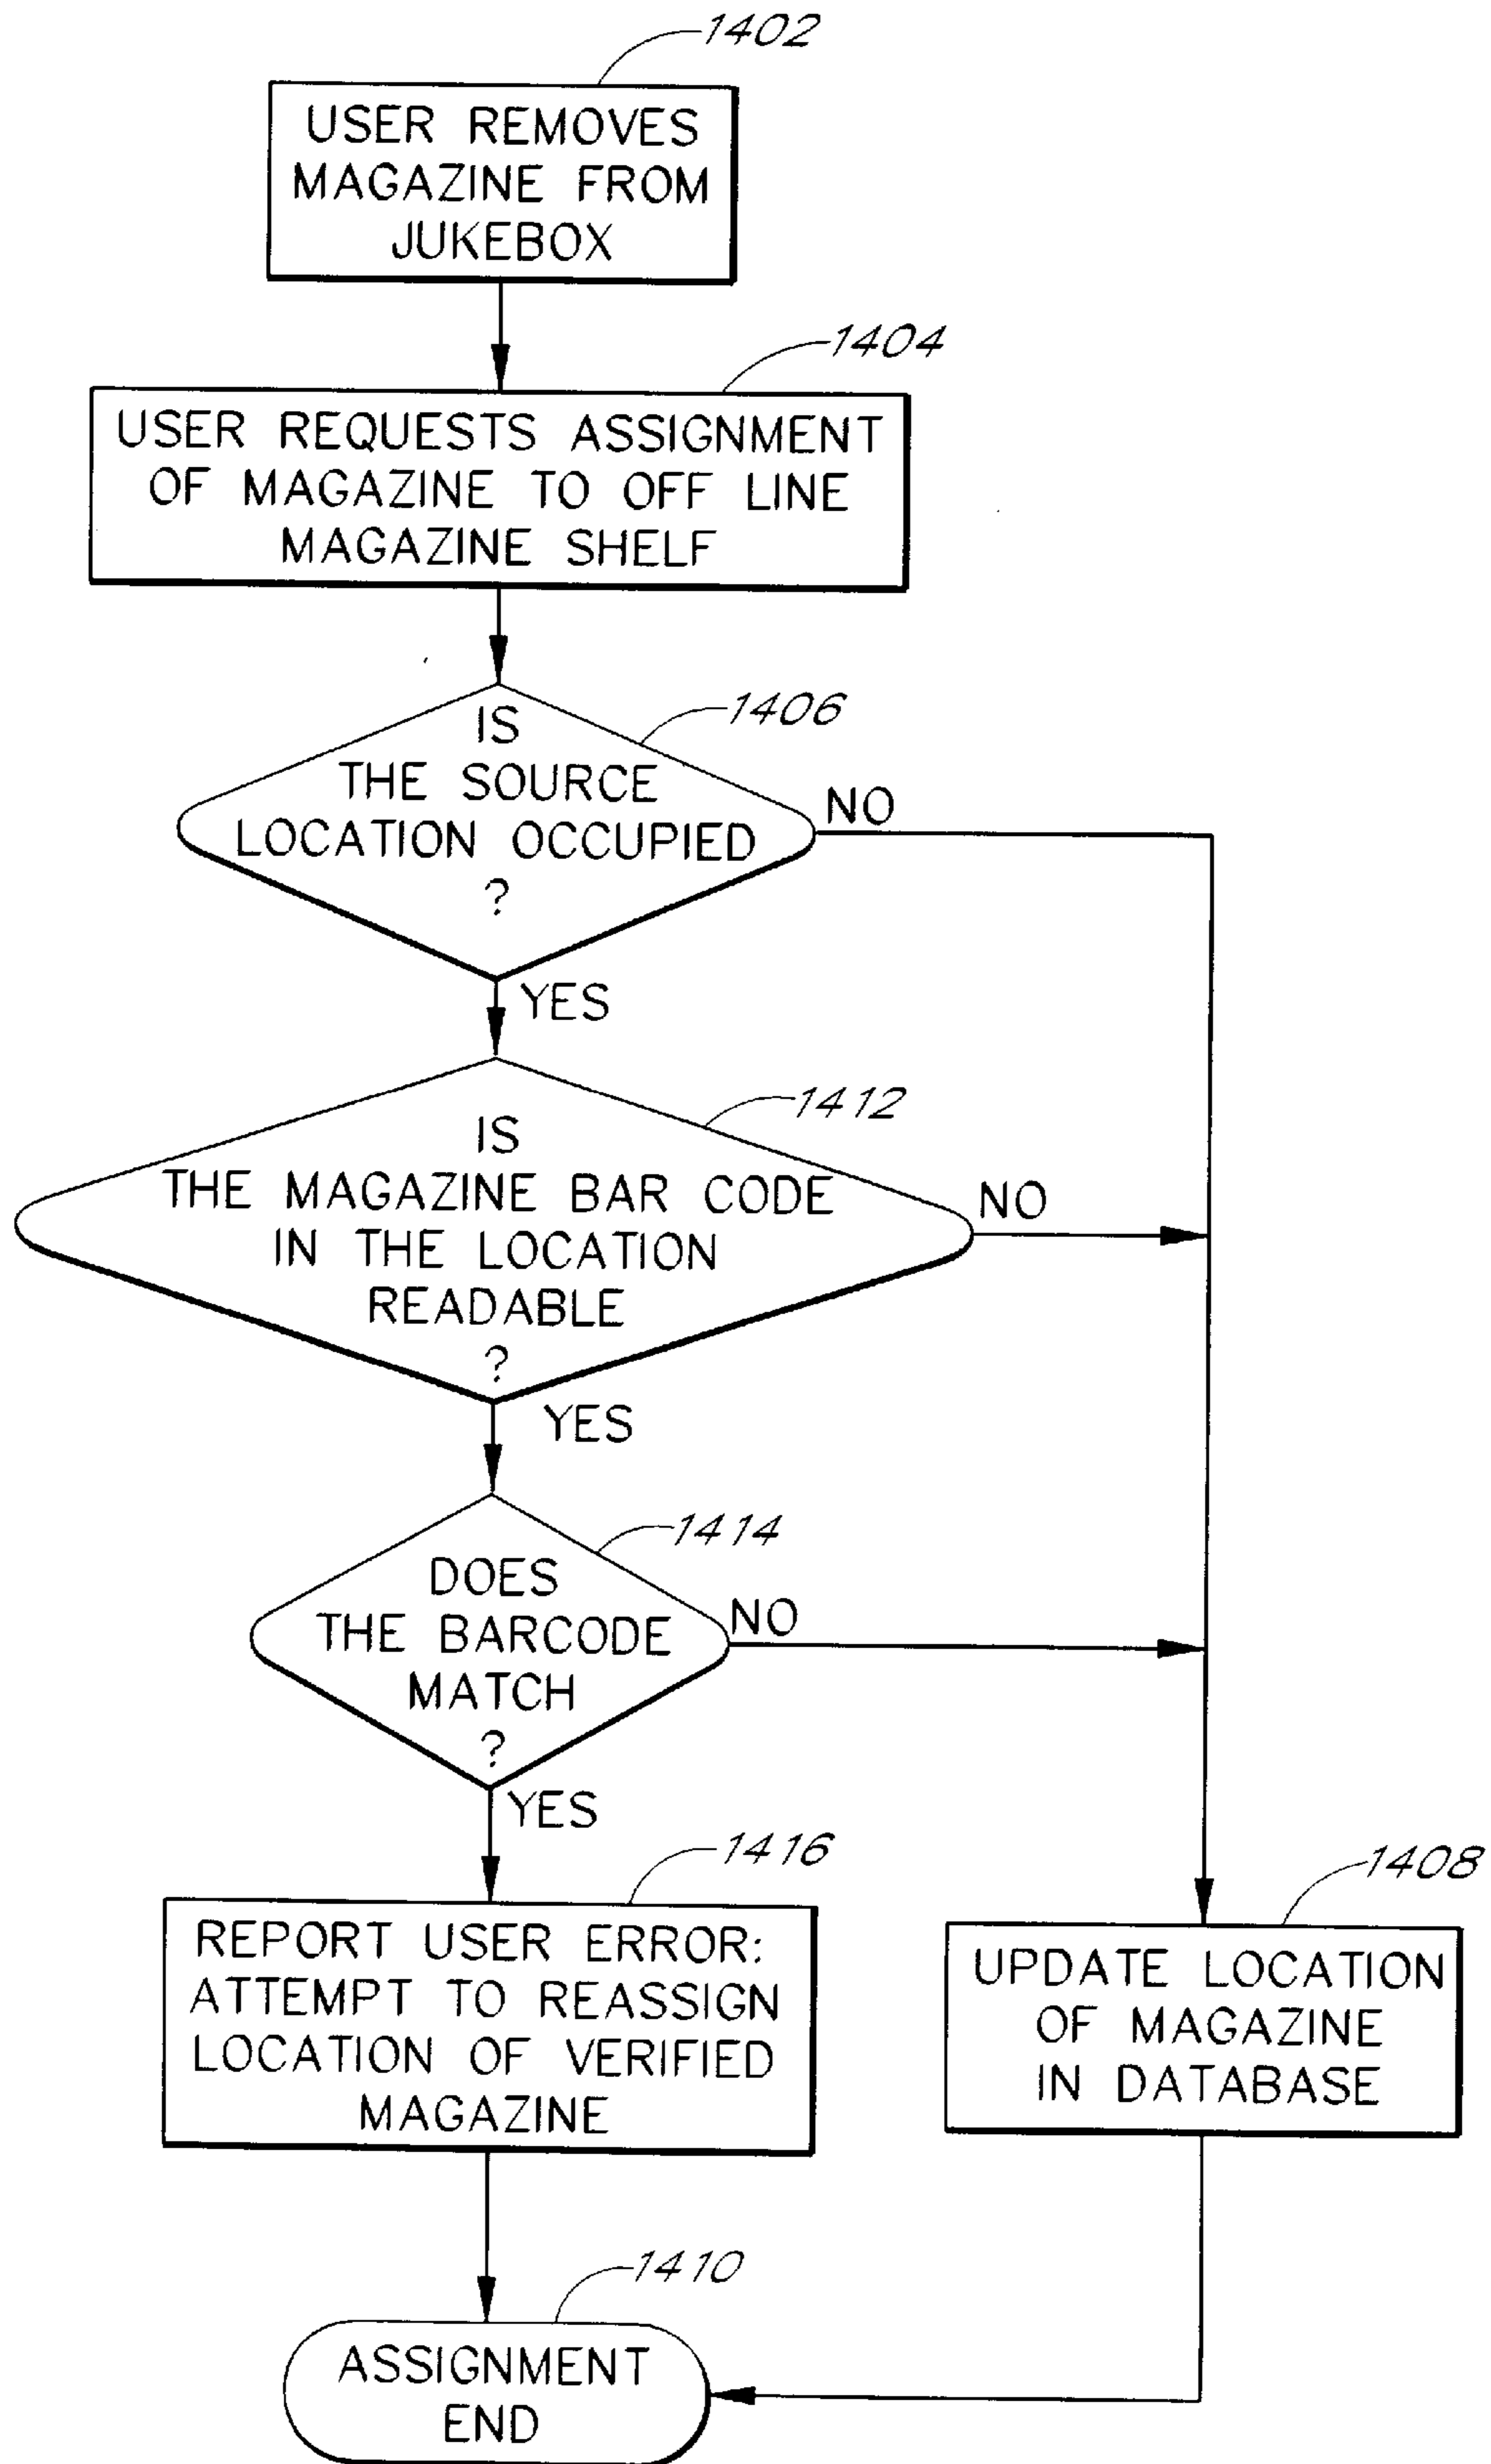 1402
USER REMOVES
MAGAZINE FROM
JUKEBOX
1404
USER REQUESTS ASSIGNMENT
OF MAGAZINE TO OFF LINE
MAGAZINE SHELF
1406
IS
THE SOURCE
LOCATION OCCUPIED
?
NO
YES
1412
IS
THE MAGAZINE BAR CODE
IN THE LOCATION
READABLE
?
NO
YES
1414
DOES
THE BARCODE
MATCH
?
NO
YES
1416
REPORT USER ERROR:
ATTEMPT TO REASSIGN
LOCATION OF VERIFIED
MAGAZINE
1408
UPDATE LOCATION
OF MAGAZINE
IN DATABASE
1410
ASSIGNMENT
END